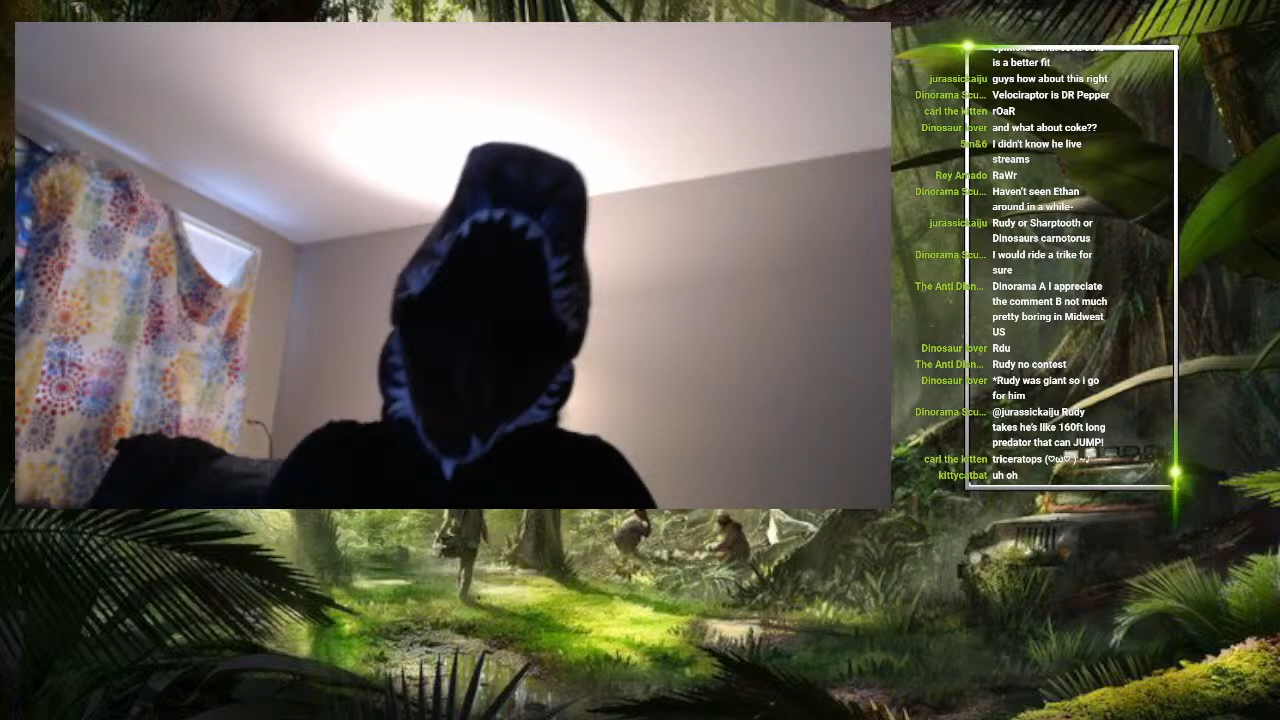 is a better fit
jurassickaiju guys how about this right
Dinorama Scu... Velociraptor is DR Pepper
carl the kitten rOaR
Dinosaur lover and what about coke??
5m&6 I didn't know he live
streams
Rey Amado RaWr
Dinorama Scu... Haven't seen Ethan
around in a while-
jurassickaiju Rudy or Sharptooth or
Dinosaurs carnotorus
Dinorama Scu... I would ride a trike for
sure
The Anti Disn... Dinorama A I appreciate
the comment B not much
pretty boring in Midwest
US
Dinosaur lover Rdu
The Anti Disn... Rudy no contest
Dinosaur lover *Rudy was giant so i go
for him
Dinorama Scu... @jurassickaiju Rudy
takes he's like 160ft long
predator that can JUMP!
carl the kitten triceratops (♡ω♡ ) ~♪
kittycatbat uh oh